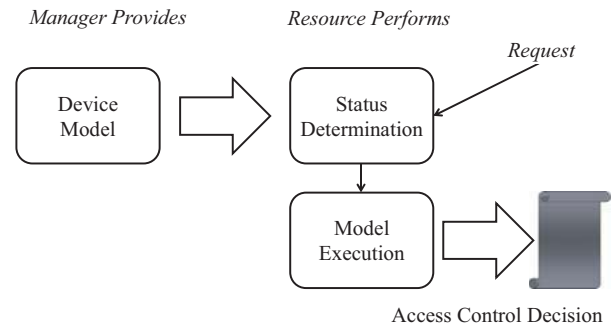 Manager Provides
Resource Performs
Request
Device
Model
Status
Determination
Model
Execution
Access Control Decision